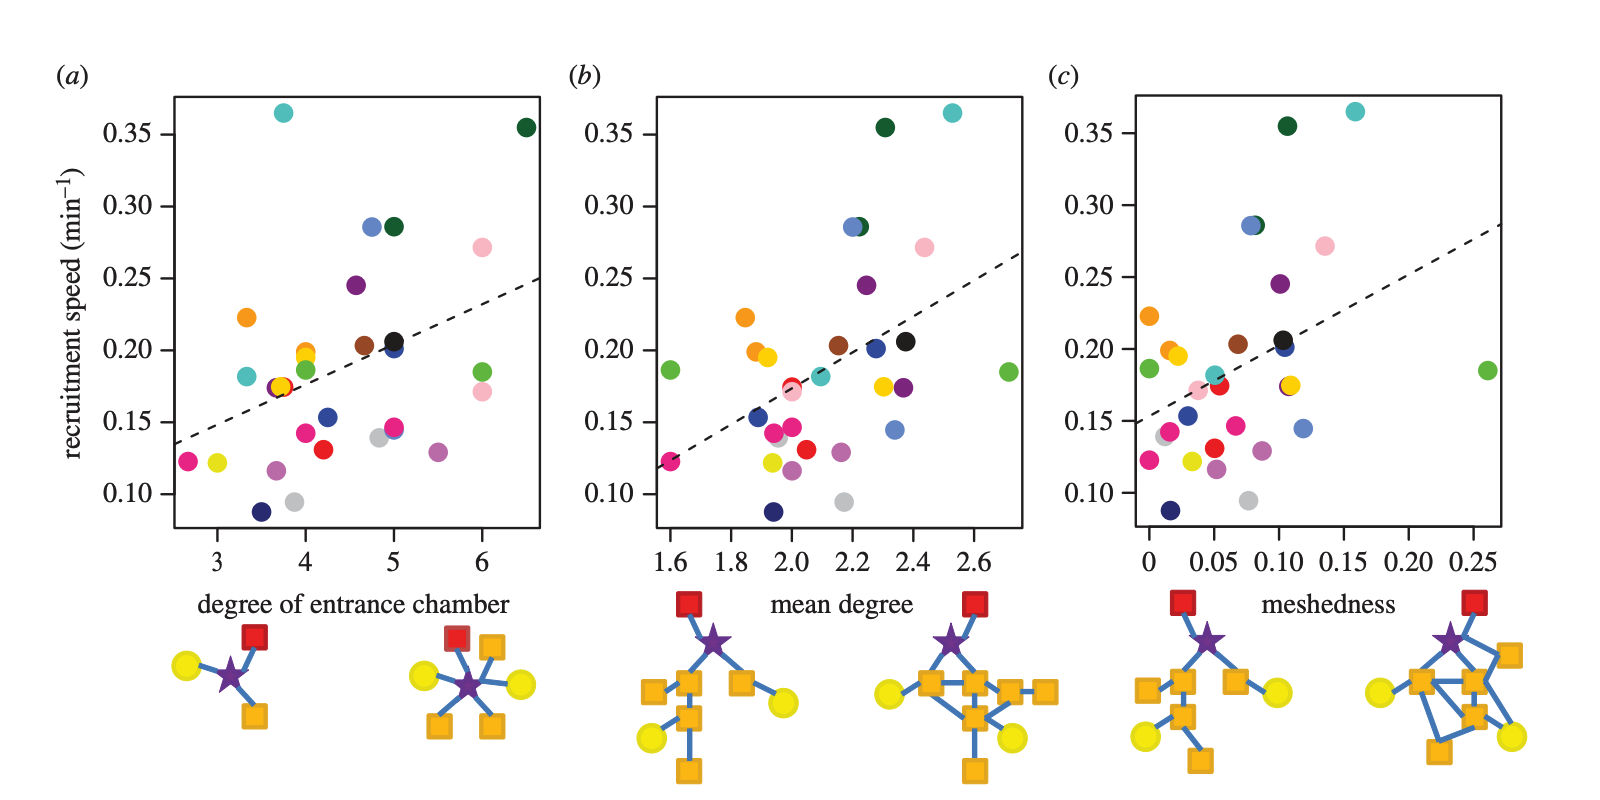 (a) (b) (c)
0.35 0.35 0.35
0.30 0.30 0.30
0.25 0.25 0.25
0.20 0.20 0.20
0.15 0.15 0.15
0.10 0.10 0.10
recruitment speed (min⁻¹)
3 4 5 6 1.6 1.8 2.0 2.2 2.4 2.6 0 0.05 0.10 0.15 0.20 0.25
degree of entrance chamber mean degree meshedness